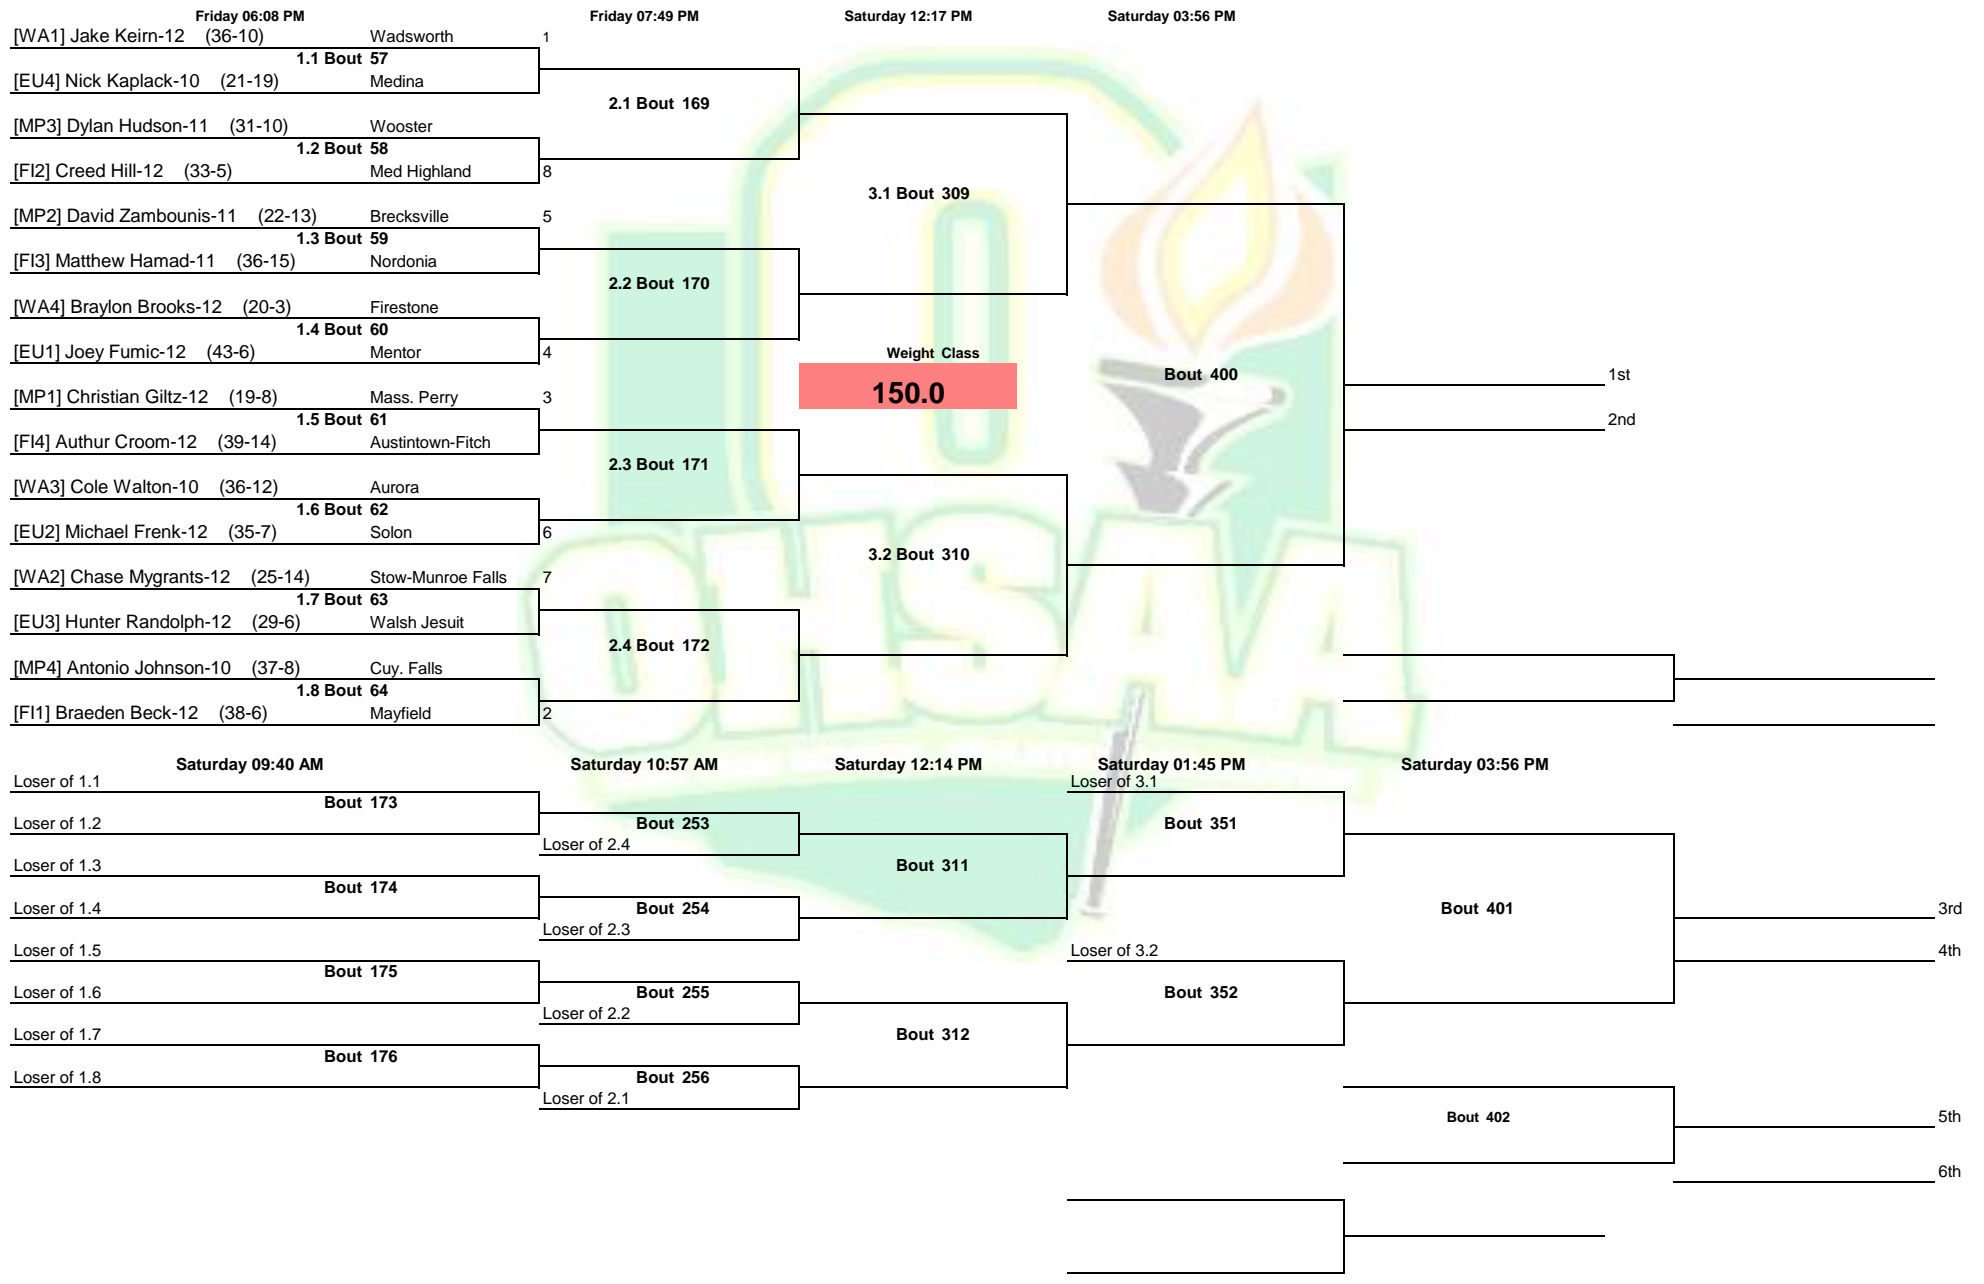 Friday 06:08 PM Friday 07:49 PM Saturday 12:17 PM Saturday 03:56 PM
[WA1] Jake Keirn-12 (36-10) Wadsworth 1
1.1 Bout 57
[EU4] Nick Kaplack-10 (21-19) Medina
2.1 Bout 169
[MP3] Dylan Hudson-11 (31-10) Wooster
1.2 Bout 58
[FI2] Creed Hill-12 (33-5) Med Highland 8
3.1 Bout 309
[MP2] David Zambounis-11 (22-13) Brecksville 5
1.3 Bout 59
[FI3] Matthew Hamad-11 (36-15) Nordonia
2.2 Bout 170
[WA4] Braylon Brooks-12 (20-3) Firestone
1.4 Bout 60
[EU1] Joey Fumic-12 (43-6) Mentor 4
Weight Class
Bout 400 1st
150.0
[MP1] Christian Giltz-12 (19-8) Mass. Perry 3
1.5 Bout 61
2nd
[FI4] Authur Croom-12 (39-14) Austintown-Fitch
2.3 Bout 171
[WA3] Cole Walton-10 (36-12) Aurora
1.6 Bout 62
[EU2] Michael Frenk-12 (35-7) Solon 6
3.2 Bout 310
[WA2] Chase Mygrants-12 (25-14) Stow-Munroe Falls 7
1.7 Bout 63
[EU3] Hunter Randolph-12 (29-6) Walsh Jesuit
2.4 Bout 172
[MP4] Antonio Johnson-10 (37-8) Cuy. Falls
1.8 Bout 64
[FI1] Braeden Beck-12 (38-6) Mayfield 2
OHSAA
Saturday 09:40 AM Saturday 10:57 AM Saturday 12:14 PM Saturday 01:45 PM Saturday 03:56 PM
Loser of 1.1 Loser of 3.1
Bout 173
Loser of 1.2 Bout 253 Bout 351
Loser of 2.4
Loser of 1.3 Bout 311
Bout 174
Loser of 1.4 Bout 254 Bout 401 3rd
Loser of 2.3
Loser of 1.5 Loser of 3.2 4th
Bout 175
Loser of 1.6 Bout 255 Bout 352
Loser of 2.2
Loser of 1.7 Bout 312
Bout 176
Loser of 1.8 Bout 256
Loser of 2.1
Bout 402 5th
6th